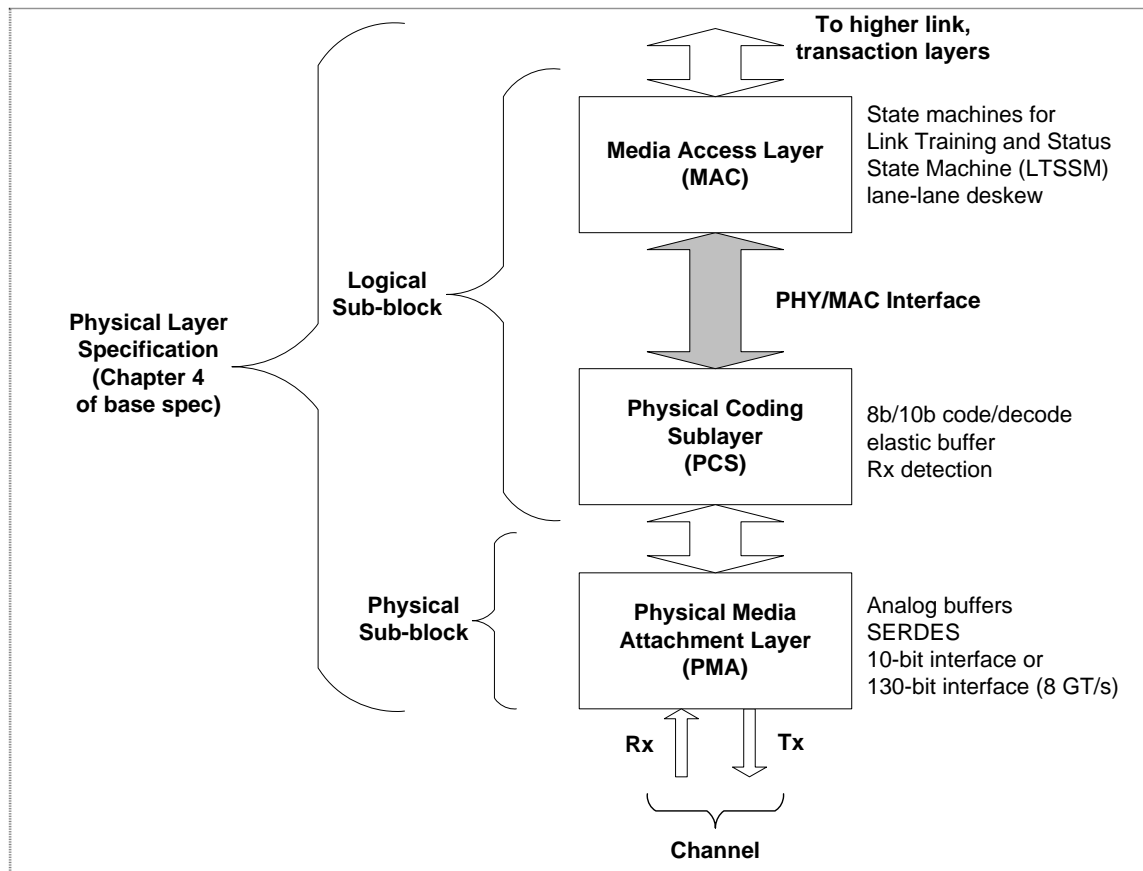 To higher link,
transaction layers
Media Access Layer
(MAC)
State machines for
Link Training and Status
State Machine (LTSSM)
lane-lane deskew
Logical
Sub-block
PHY/MAC Interface
Physical Layer
Specification
(Chapter 4
of base spec)
Physical Coding
Sublayer
(PCS)
8b/10b code/decode
elastic buffer
Rx detection
Physical
Sub-block
Physical Media
Attachment Layer
(PMA)
Analog buffers
SERDES
10-bit interface or
130-bit interface (8 GT/s)
Rx
Tx
Channel